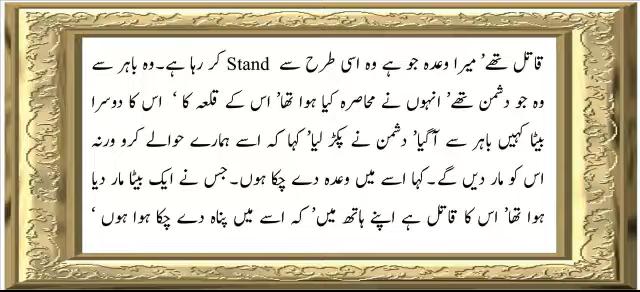 قاتل تھے’ میرا وعدہ جو ہے وہ اسی طرح سے Stand کر رہا ہے۔وہ باہر سے
وہ جو دشمن تھے’ انہوں نے محاصرہ کیا ہوا تھا’ اس کے قلعہ کا ‘ اس کا دوسرا
بیٹا کہیں باہر سے آگیا’ دشمن نے پکڑ لیا’ کہا کہ اسے ہمارے حوالے کرو ورنہ
اس کو مار دیں گے۔کہا اسے میں وعدہ دے چکا ہوں۔جس نے ایک بیٹا مار دیا
ہوا تھا’ اس کا قاتل ہے اپنے ہاتھ میں’ کہ اسے میں پناہ دے چکا ہوا ہوں ‘